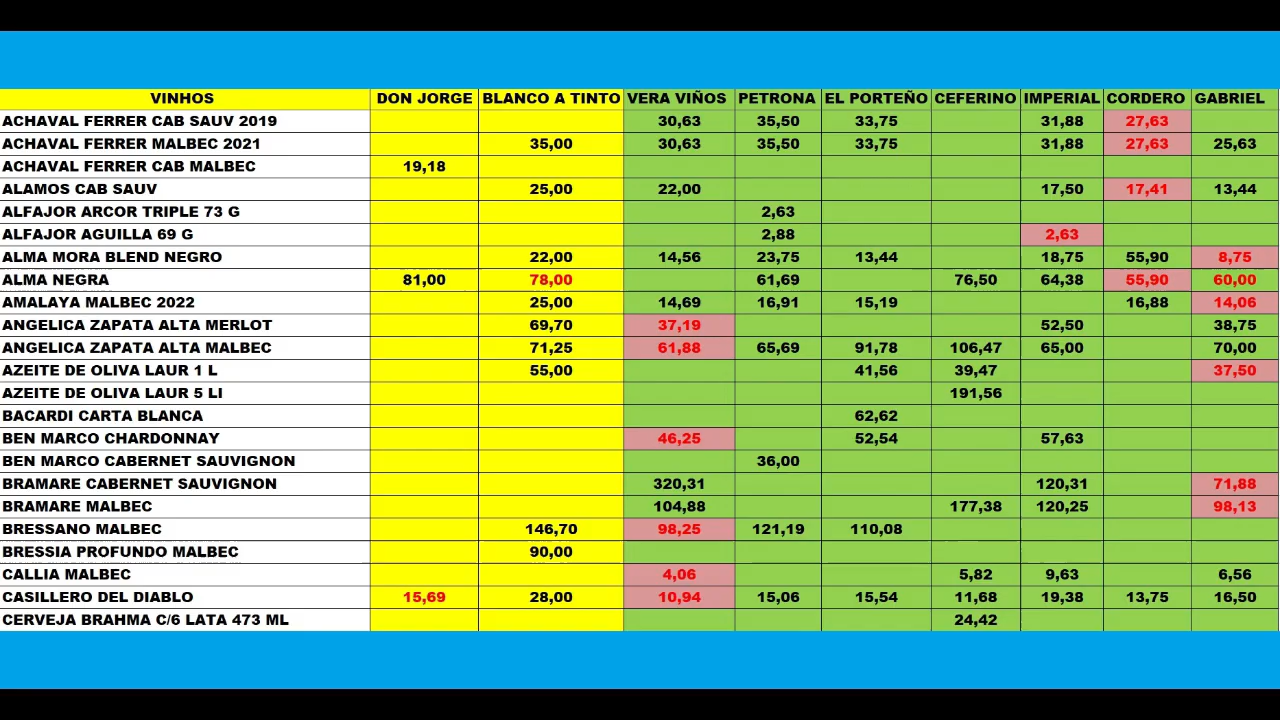 VINHOS DON JORGE BLANCO A TINTO VERA VIÑOS PETRONA EL PORTEÑO CEFERINO IMPERIAL CORDERO GABRIEL
ACHAVAL FERRER CAB SAUV 2019 30,63 35,50 33,75 31,88 27,63
ACHAVAL FERRER MALBEC 2021 35,00 30,63 35,50 33,75 31,88 27,63 25,63
ACHAVAL FERRER CAB MALBEC 19,18
ALAMOS CAB SAUV 25,00 22,00 17,50 17,41 13,44
ALFAJOR ARCOR TRIPLE 73 G 2,63
ALFAJOR AGUILLA 69 G 2,88 2,63
ALMA MORA BLEND NEGRO 22,00 14,56 23,75 13,44 18,75 55,90 8,75
ALMA NEGRA 81,00 78,00 61,69 76,50 64,38 55,90 60,00
AMALAYA MALBEC 2022 25,00 14,69 16,91 15,19 16,88 14,06
ANGELICA ZAPATA ALTA MERLOT 69,70 37,19 52,50 38,75
ANGELICA ZAPATA ALTA MALBEC 71,25 61,88 65,69 91,78 106,47 65,00 70,00
AZEITE DE OLIVA LAUR 1 L 55,00 41,56 39,47 37,50
AZEITE DE OLIVA LAUR 5 LI 191,56
BACARDI CARTA BLANCA 62,62
BEN MARCO CHARDONNAY 46,25 52,54 57,63
BEN MARCO CABERNET SAUVIGNON 36,00
BRAMARE CABERNET SAUVIGNON 320,31 120,31 71,88
BRAMARE MALBEC 104,88 177,38 120,25 98,13
BRESSANO MALBEC 146,70 98,25 121,19 110,08
BRESSIA PROFUNDO MALBEC 90,00
CALLIA MALBEC 4,06 5,82 9,63 6,56
CASILLERO DEL DIABLO 15,69 28,00 10,94 15,06 15,54 11,68 19,38 13,75 16,50
CERVEJA BRAHMA C/6 LATA 473 ML 24,42